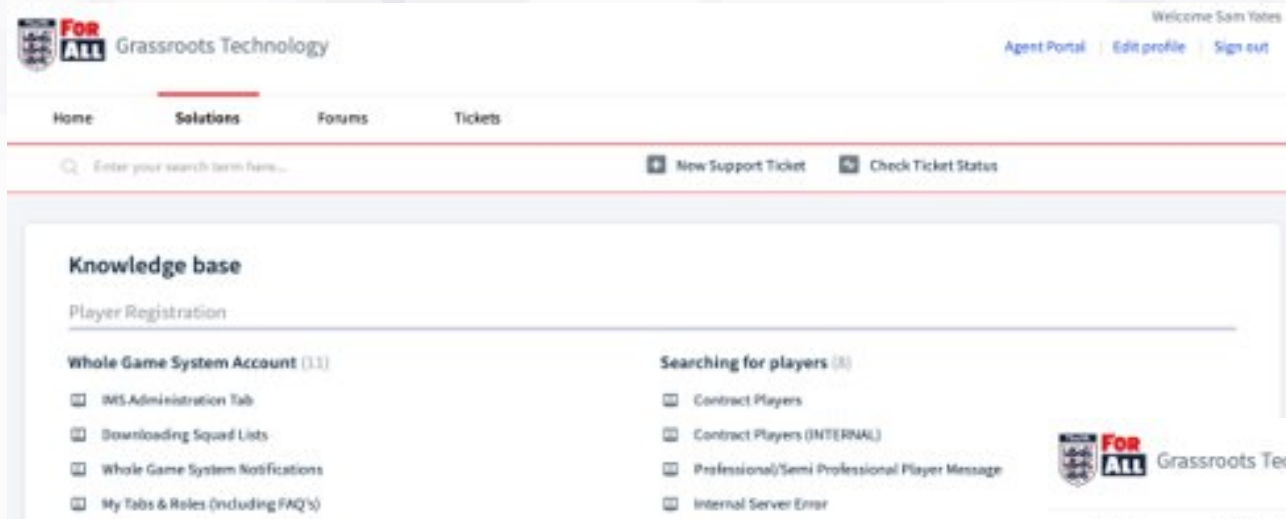 Welcome Sam Yates
FOR ALL Grassroots Technology
Agent Portal Edit profile Sign out
Home Solutions Forums Tickets
Enter your search term here...
New Support Ticket Check Ticket Status
Knowledge base
Player Registration
Whole Game System Account (11)
IMS Administration Tab
Downloading Squad Lists
Whole Game System Notifications
My Tabs & Roles (Including FAQ's)
Searching for players (8)
Contract Players
Contract Players (INTERNAL)
Professional/Semi Professional Player Message
Internal Server Error
FOR ALL Grassroots Te